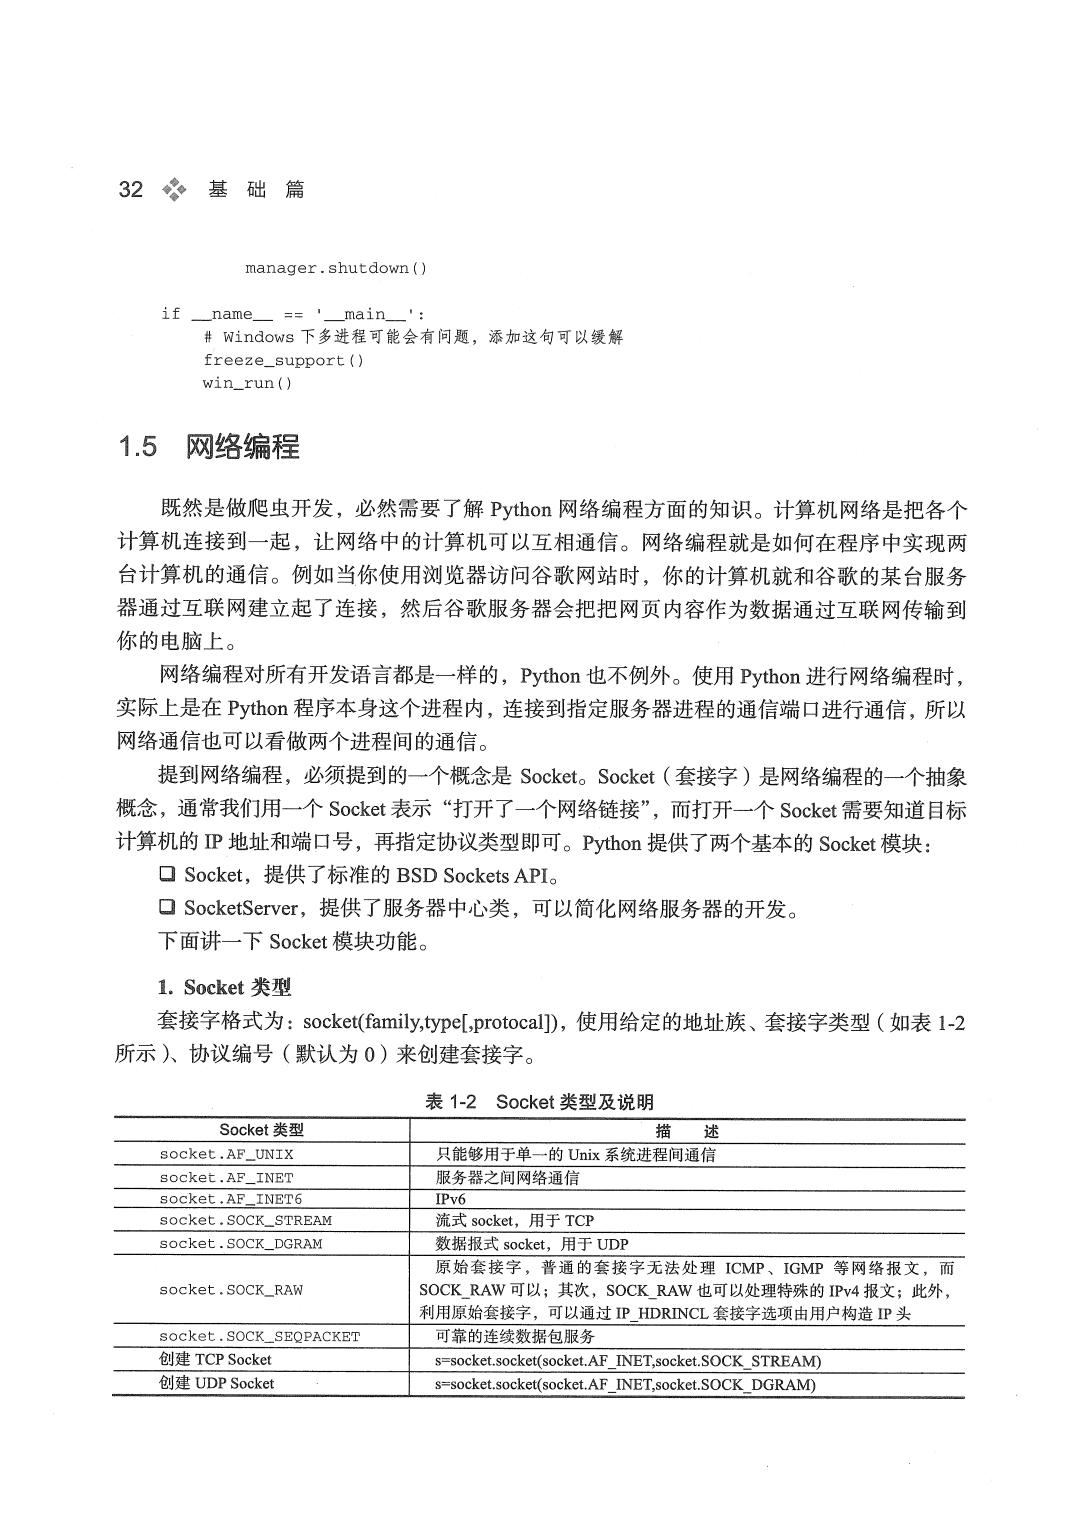 32 基 础 篇
manager.shutdown()
if __name__ == '__main__':
# Windows 下多进程可能会有问题，添加这句可以缓解
freeze_support()
win_run()
1.5 网络编程
既然是做爬虫开发，必然需要了解 Python 网络编程方面的知识。计算机网络是把各个
计算机连接到一起，让网络中的计算机可以互相通信。网络编程就是如何在程序中实现两
台计算机的通信。例如当你使用浏览器访问谷歌网站时，你的计算机就和谷歌的某台服务
器通过互联网建立起了连接，然后谷歌服务器会把把网页内容作为数据通过互联网传输到
你的电脑上。
网络编程对所有开发语言都是一样的，Python 也不例外。使用 Python 进行网络编程时，
实际上是在 Python 程序本身这个进程内，连接到指定服务器进程的通信端口进行通信，所以
网络通信也可以看做两个进程间的通信。
提到网络编程，必须提到的一个概念是 Socket。Socket（套接字）是网络编程的一个抽象
概念，通常我们用一个 Socket 表示“打开了一个网络链接”，而打开一个 Socket 需要知道目标
计算机的 IP 地址和端口号，再指定协议类型即可。Python 提供了两个基本的 Socket 模块：
❑ Socket，提供了标准的 BSD Sockets API。
❑ SocketServer，提供了服务器中心类，可以简化网络服务器的开发。
下面讲一下 Socket 模块功能。
1. Socket 类型
套接字格式为：socket(family,type[,protocal])，使用给定的地址族、套接字类型（如表 1-2
所示）、协议编号（默认为 0）来创建套接字。
表 1-2 Socket 类型及说明
Socket 类型 描 述
socket.AF_UNIX 只能够用于单一的 Unix 系统进程间通信
socket.AF_INET 服务器之间网络通信
socket.AF_INET6 IPv6
socket.SOCK_STREAM 流式 socket，用于 TCP
socket.SOCK_DGRAM 数据报式 socket，用于 UDP
原始套接字，普通的套接字无法处理 ICMP、IGMP 等网络报文，而
socket.SOCK_RAW SOCK_RAW 可以；其次，SOCK_RAW 也可以处理特殊的 IPv4 报文；此外，
利用原始套接字，可以通过 IP_HDRINCL 套接字选项由用户构造 IP 头
socket.SOCK_SEQPACKET 可靠的连续数据包服务
创建 TCP Socket s=socket.socket(socket.AF_INET,socket.SOCK_STREAM)
创建 UDP Socket s=socket.socket(socket.AF_INET,socket.SOCK_DGRAM)